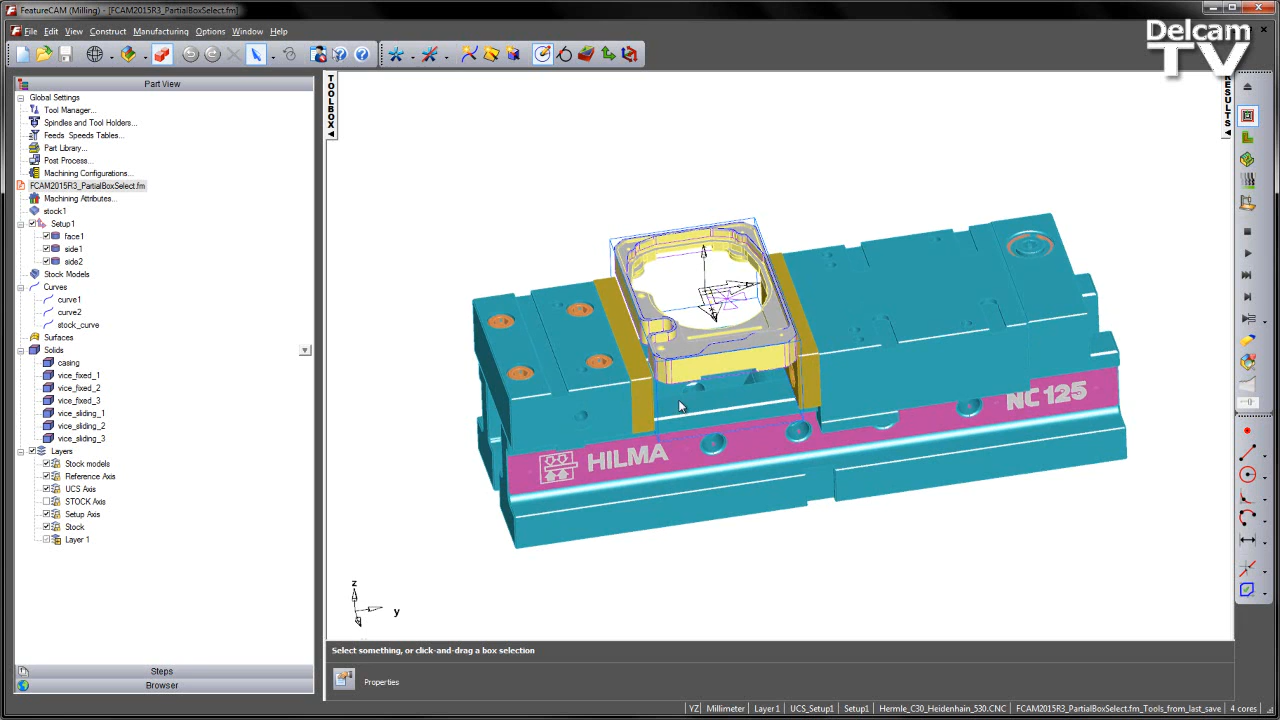 FeatureCAM (Milling) - [FCAM2015R3_PartialBoxSelect.fm]
File Edit View Construct Manufacturing Options Window Help
Delcam
TV
Part View
Global Settings
Tool Manager...
Spindles and Tool Holders...
Feeds Speeds Tables...
Part Library...
Post Process...
Machining Configurations...
FCAM2015R3_PartialBoxSelect.fm
Machining Attributes...
stock1
Setup1
face1
side1
side2
Stock Models
Curves
curve1
curve2
stock_curve
Surfaces
Solids
casing
vice_fixed_1
vice_fixed_2
vice_fixed_3
vice_sliding_1
vice_sliding_2
vice_sliding_3
Layers
Stock models
Reference Axis
UCS Axis
STOCK Axis
Setup Axis
Stock
Layer 1
Steps
Browser
TOOLBOX
RESULTS
HILMA
NC 125
z
y
Select something, or click-and-drag a box selection
Properties
YZ Millimeter Layer 1 UCS_Setup1 Setup1 Hermle_C30_Heidenhain_530.CNC FCAM2015R3_PartialBoxSelect.fm_Tools_from_last_save 4 cores